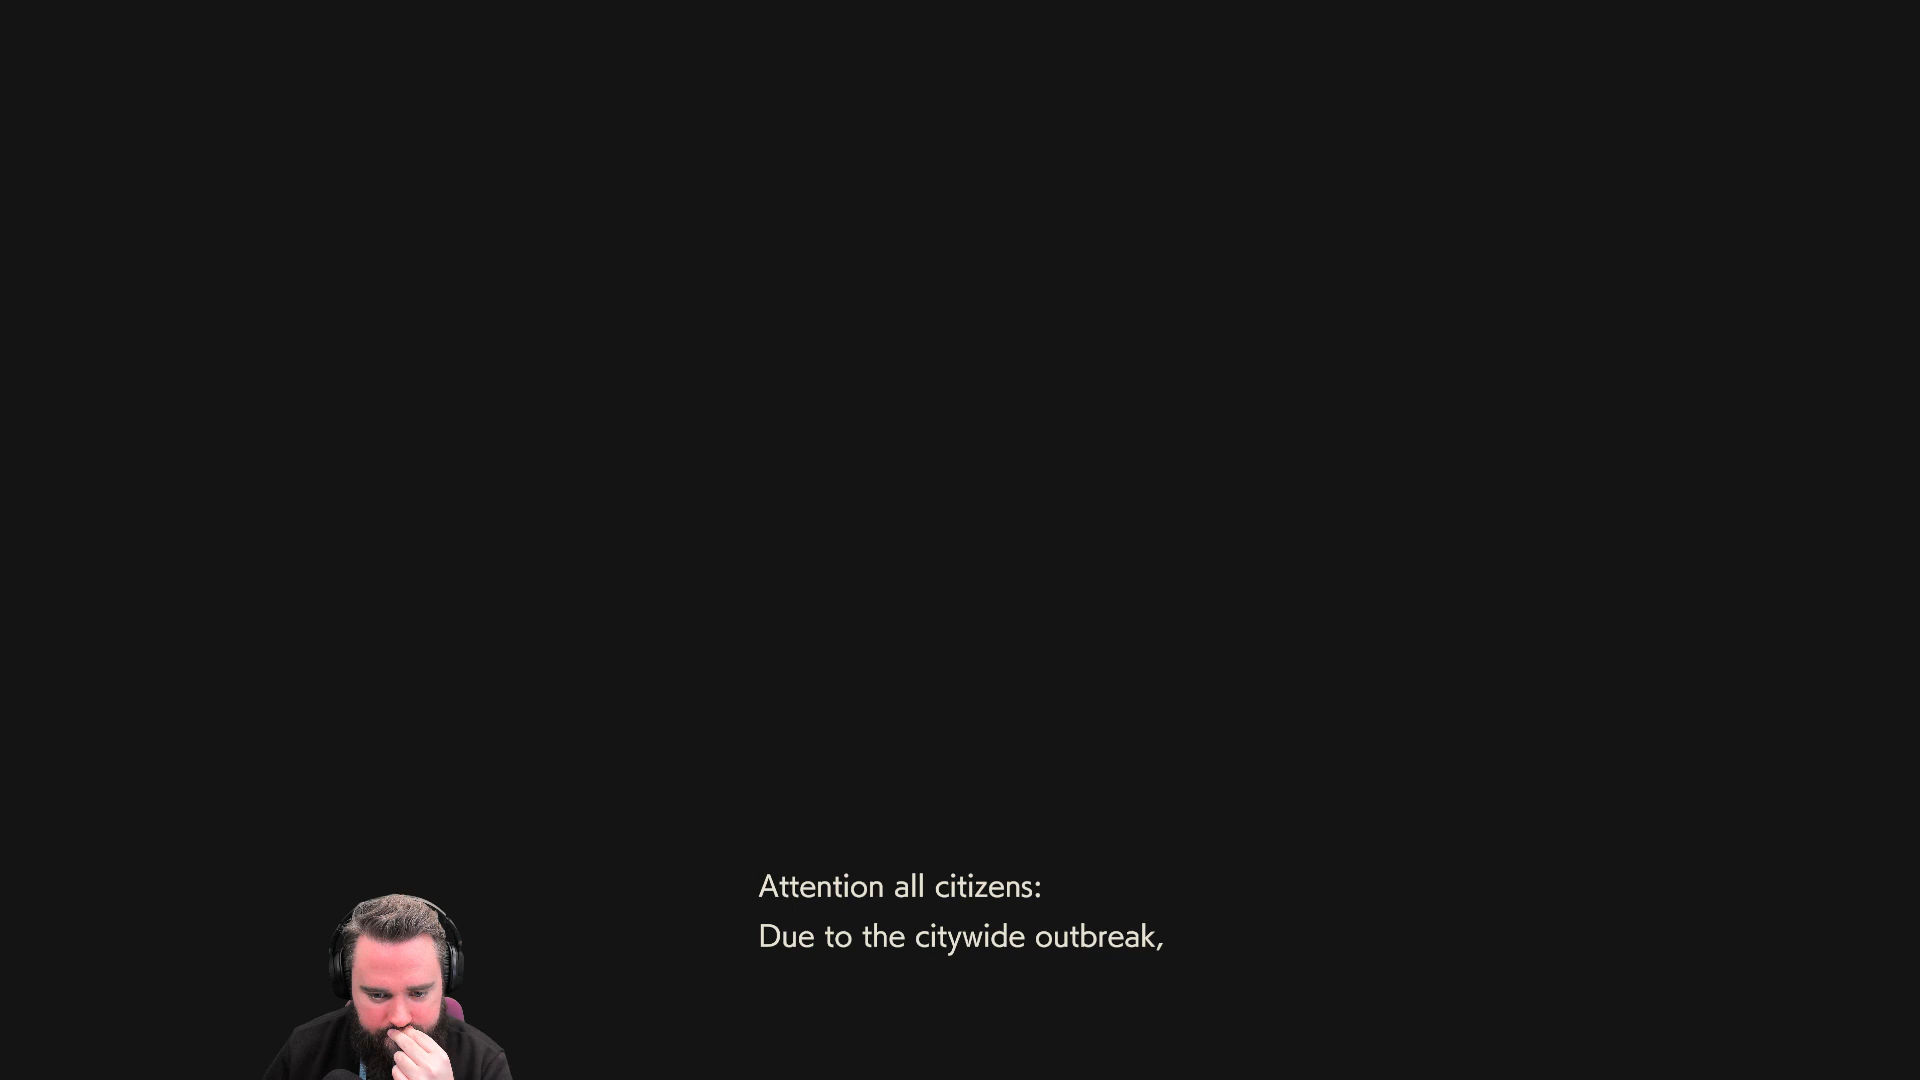 Attention all citizens:
Due to the citywide outbreak,